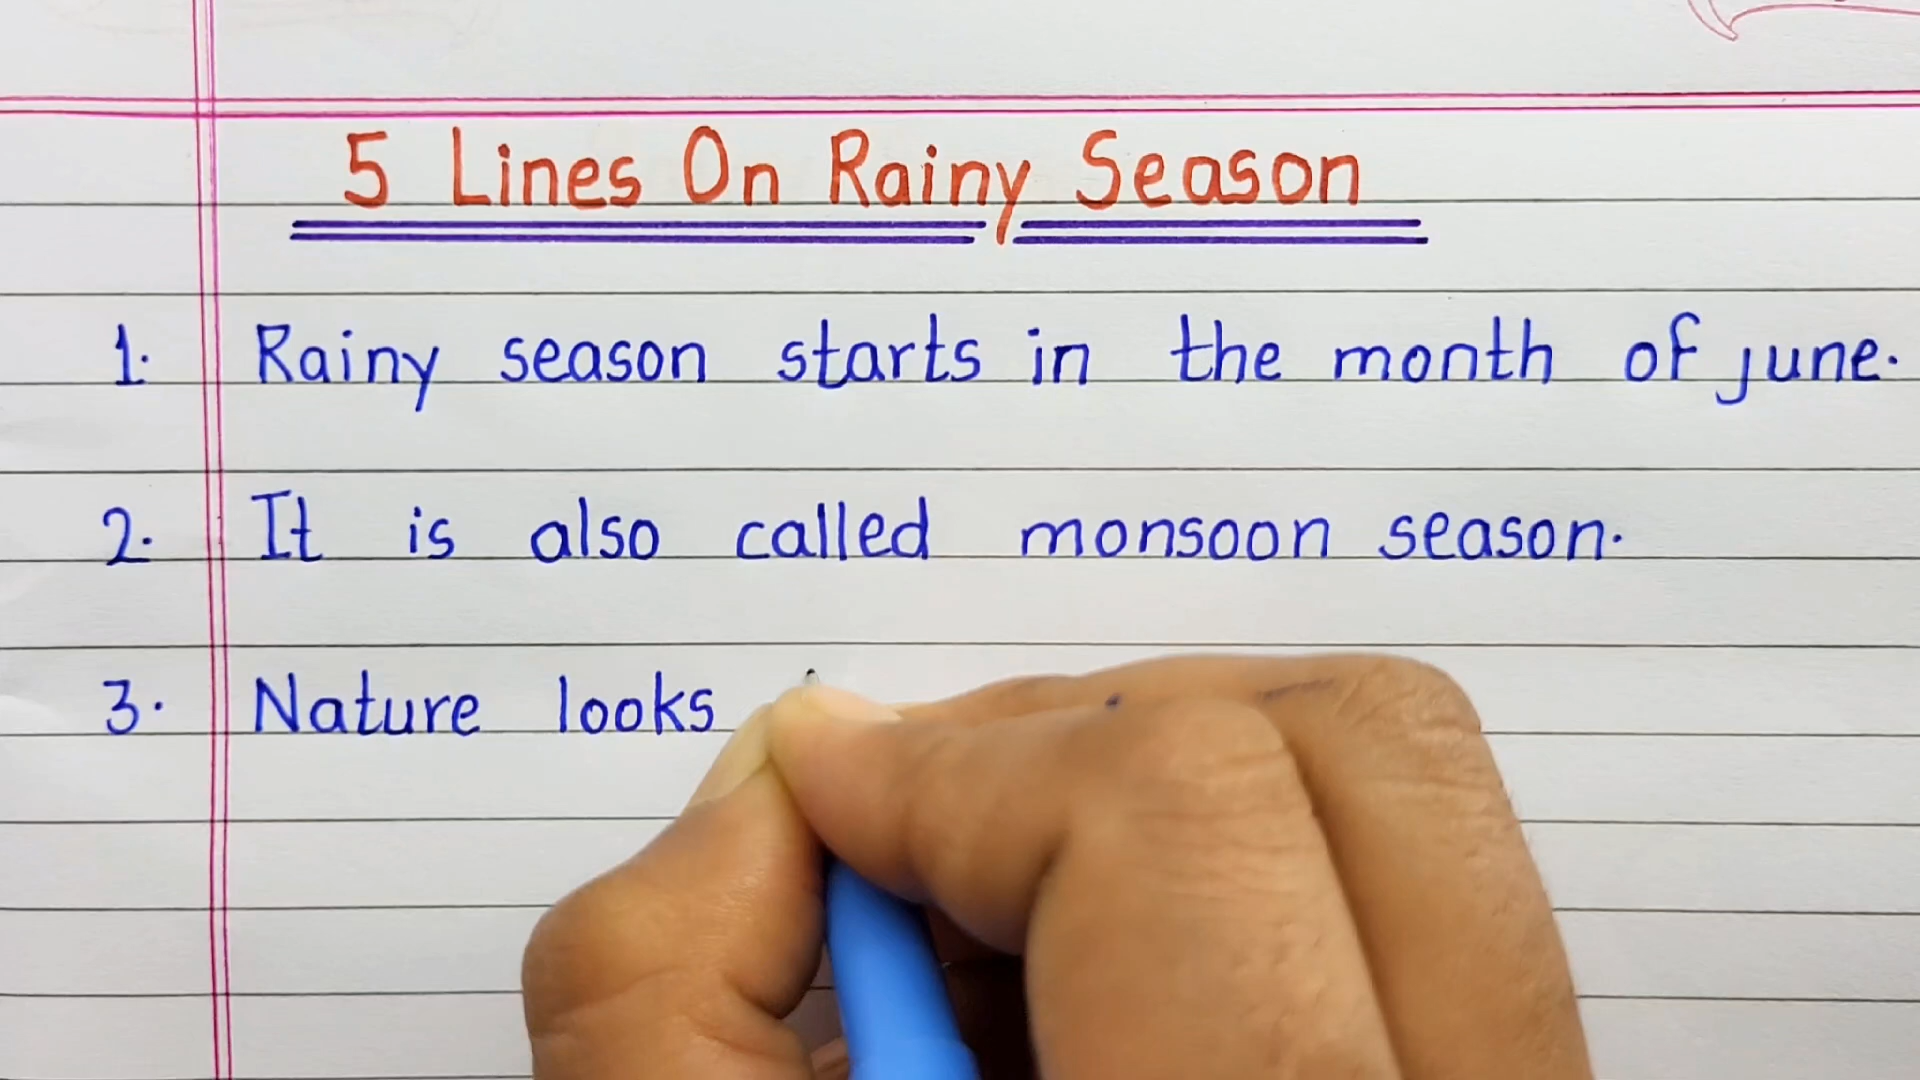 5 Lines On Rainy Season
1. Rainy season starts in the month of june.
2. It is also called monsoon season.
3. Nature looks